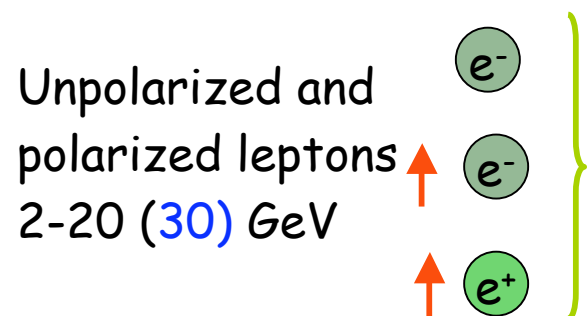 e⁻
Unpolarized and
polarized leptons
e⁻
2-20 (30) GeV
e⁺